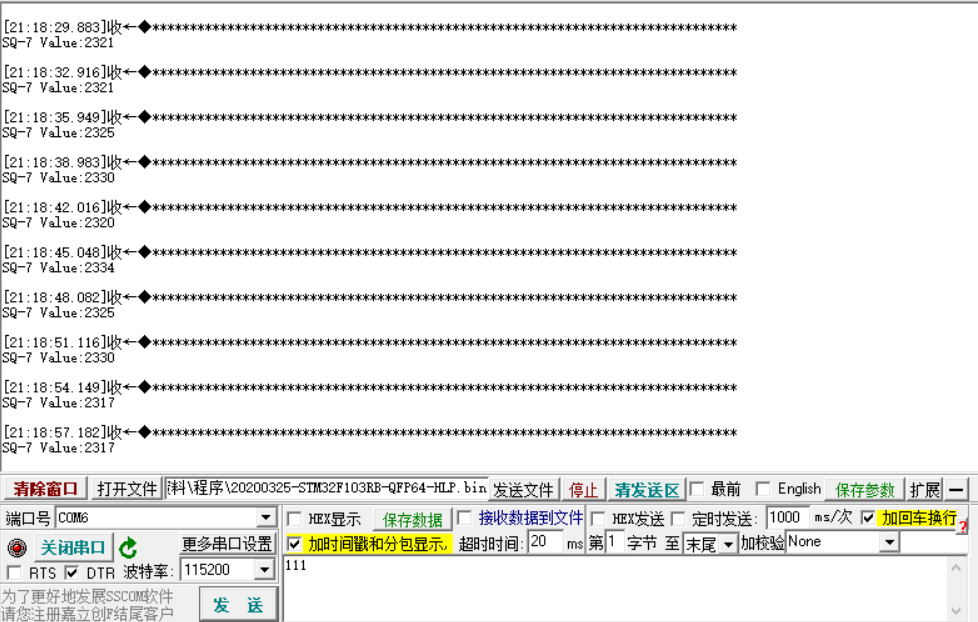 [21:18:29.883]收←◆**************************************************************************
SQ-7 Value:2321
[21:18:32.916]收←◆**************************************************************************
SQ-7 Value:2321
[21:18:35.949]收←◆**************************************************************************
SQ-7 Value:2325
[21:18:38.983]收←◆**************************************************************************
SQ-7 Value:2330
[21:18:42.016]收←◆**************************************************************************
SQ-7 Value:2320
[21:18:45.048]收←◆**************************************************************************
SQ-7 Value:2334
[21:18:48.082]收←◆**************************************************************************
SQ-7 Value:2325
[21:18:51.116]收←◆**************************************************************************
SQ-7 Value:2330
[21:18:54.149]收←◆**************************************************************************
SQ-7 Value:2317
[21:18:57.182]收←◆**************************************************************************
SQ-7 Value:2317
清除窗口 打开文件 料\程序\20200325-STM32F103RB-QFP64-HLP.bin 发送文件 停止 清发送区 最前 English 保存参数 扩展 —
端口号 COM6 HEX显示 保存数据 接收数据到文件 HEX发送 定时发送: 1000 ms/次 加回车换行
关闭串口 更多串口设置 加时间戳和分包显示, 超时时间: 20 ms 第 1 字节 至 末尾 加校验 None ?
RTS DTR 波特率: 115200 111
为了更好地发展SSCOM软件
请您注册嘉立创F结尾客户
发 送